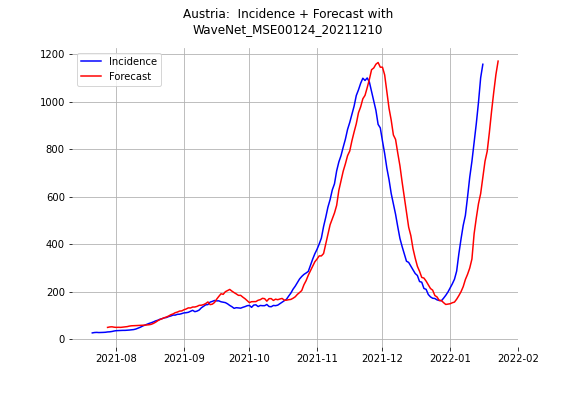 Austria:  Incidence + Forecast with
WaveNet_MSE00124_20211210
Incidence
Forecast
1200
1000
800
600
400
200
0
2021-08 2021-09 2021-10 2021-11 2021-12 2022-01 2022-02